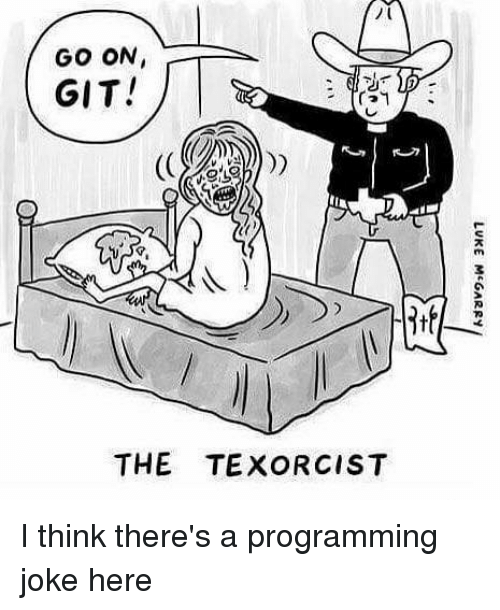 GO ON,
GIT!
LUKE McGARRY
THE TEXORCIST
I think there's a programming
joke here